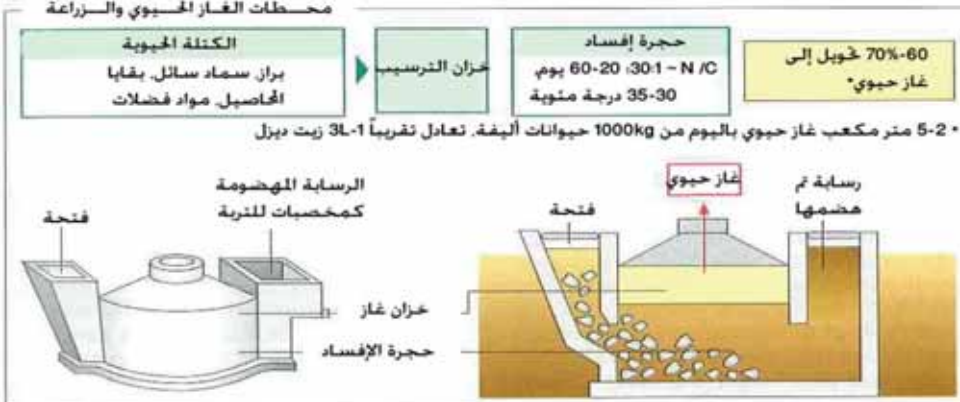 محطات الغاز الحيوي والزراعة
الكتلة الحيوية
براز. سماد سائل. بقايا
المحاصيل. مواد فضلات
خزان الترسيب
حجرة إفساد
N /C ~ 30:1، 20-60 يوم.
30-35 درجة مئوية
60-70% تحويل إلى
غاز حيوي*
• 2-5 متر مكعب غاز حيوي باليوم من 1000kg حيوانات أليفة. تعادل تقريباً 1-3L زيت ديزل
الرسابة المهضومة
كمخصبات للتربة
فتحة
غاز حيوي
فتحة
رسابة تم
هضمها
خزان غاز
حجرة الإفساد